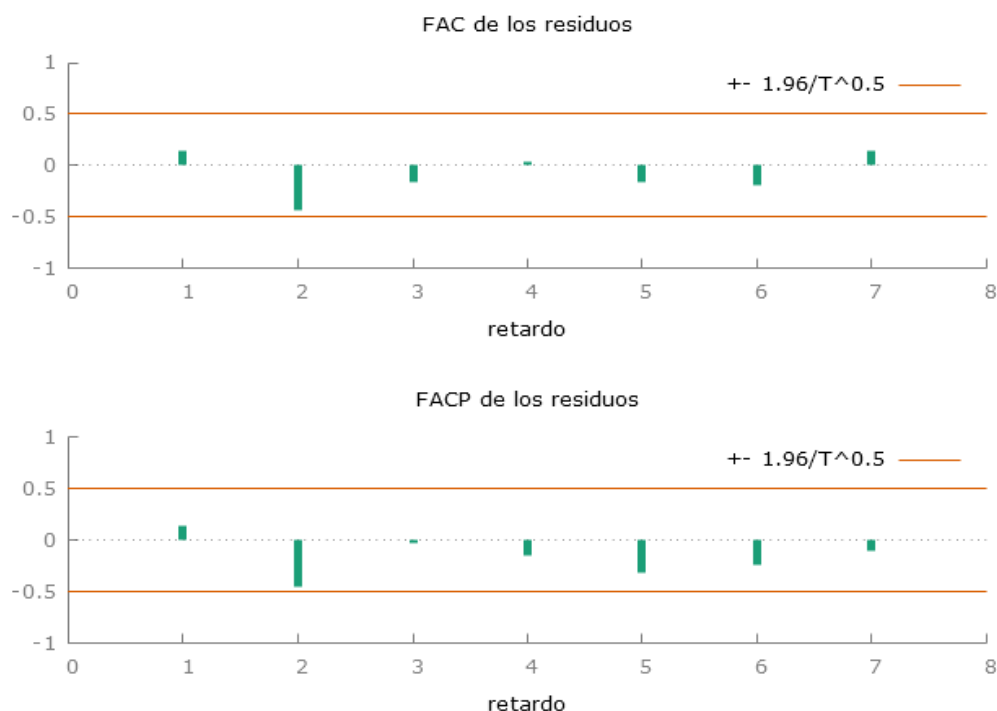 FAC de los residuos
+- 1.96/T^0.5
1
0.5
0
-0.5
-1
0 1 2 3 4 5 6 7 8
retardo
FACP de los residuos
+- 1.96/T^0.5
1
0.5
0
-0.5
-1
0 1 2 3 4 5 6 7 8
retardo